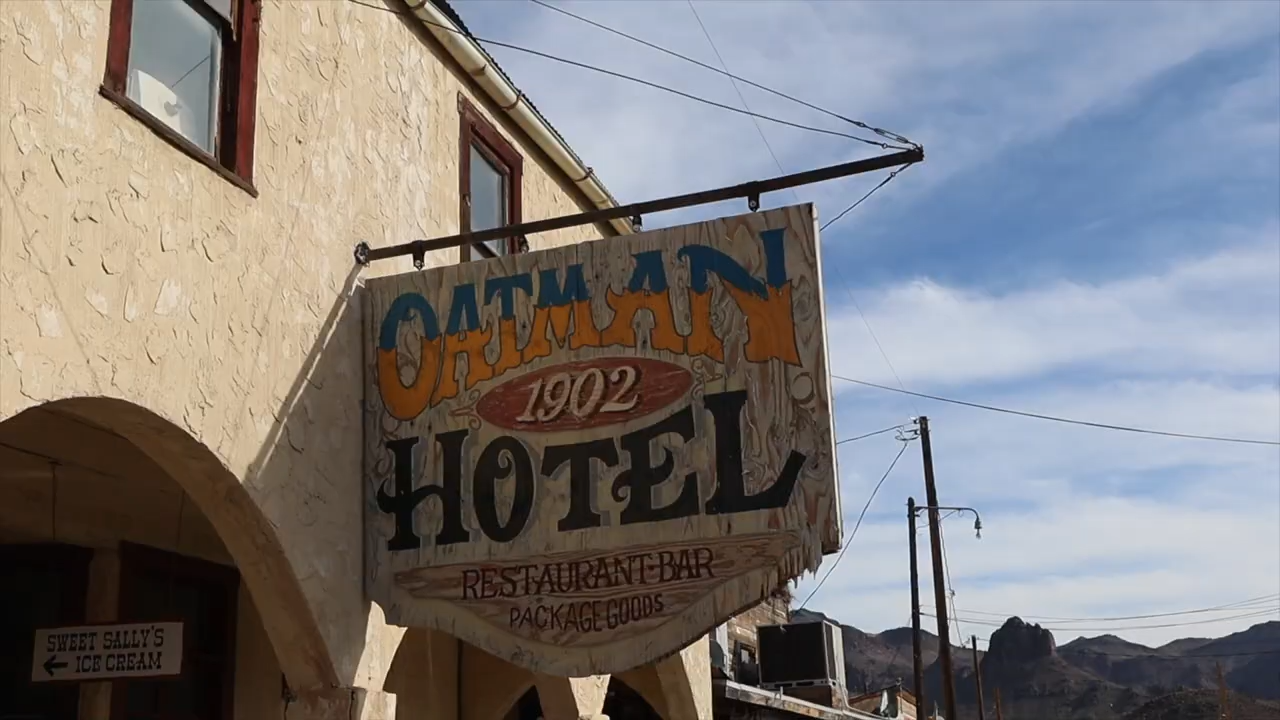 OATMAN
1902
HOTEL
RESTAURANT-BAR
PACKAGE GOODS
SWEET SALLY'S
ICE CREAM